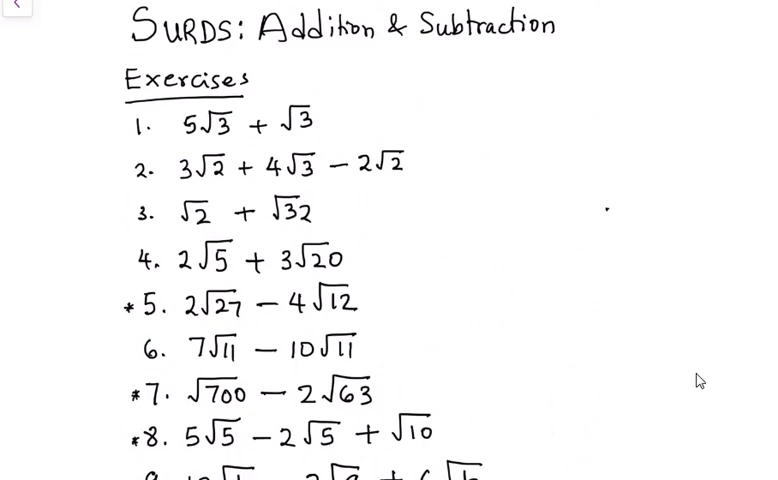 SURDS: Addition & Subtraction
Exercises
1. 5√3 + √3
2. 3√2 + 4√3 − 2√2
3. √2 + √32
4. 2√5 + 3√20
*5. 2√27 − 4√12
6. 7√11 − 10√11
*7. √700 − 2√63
*8. 5√5 − 2√5 + √10